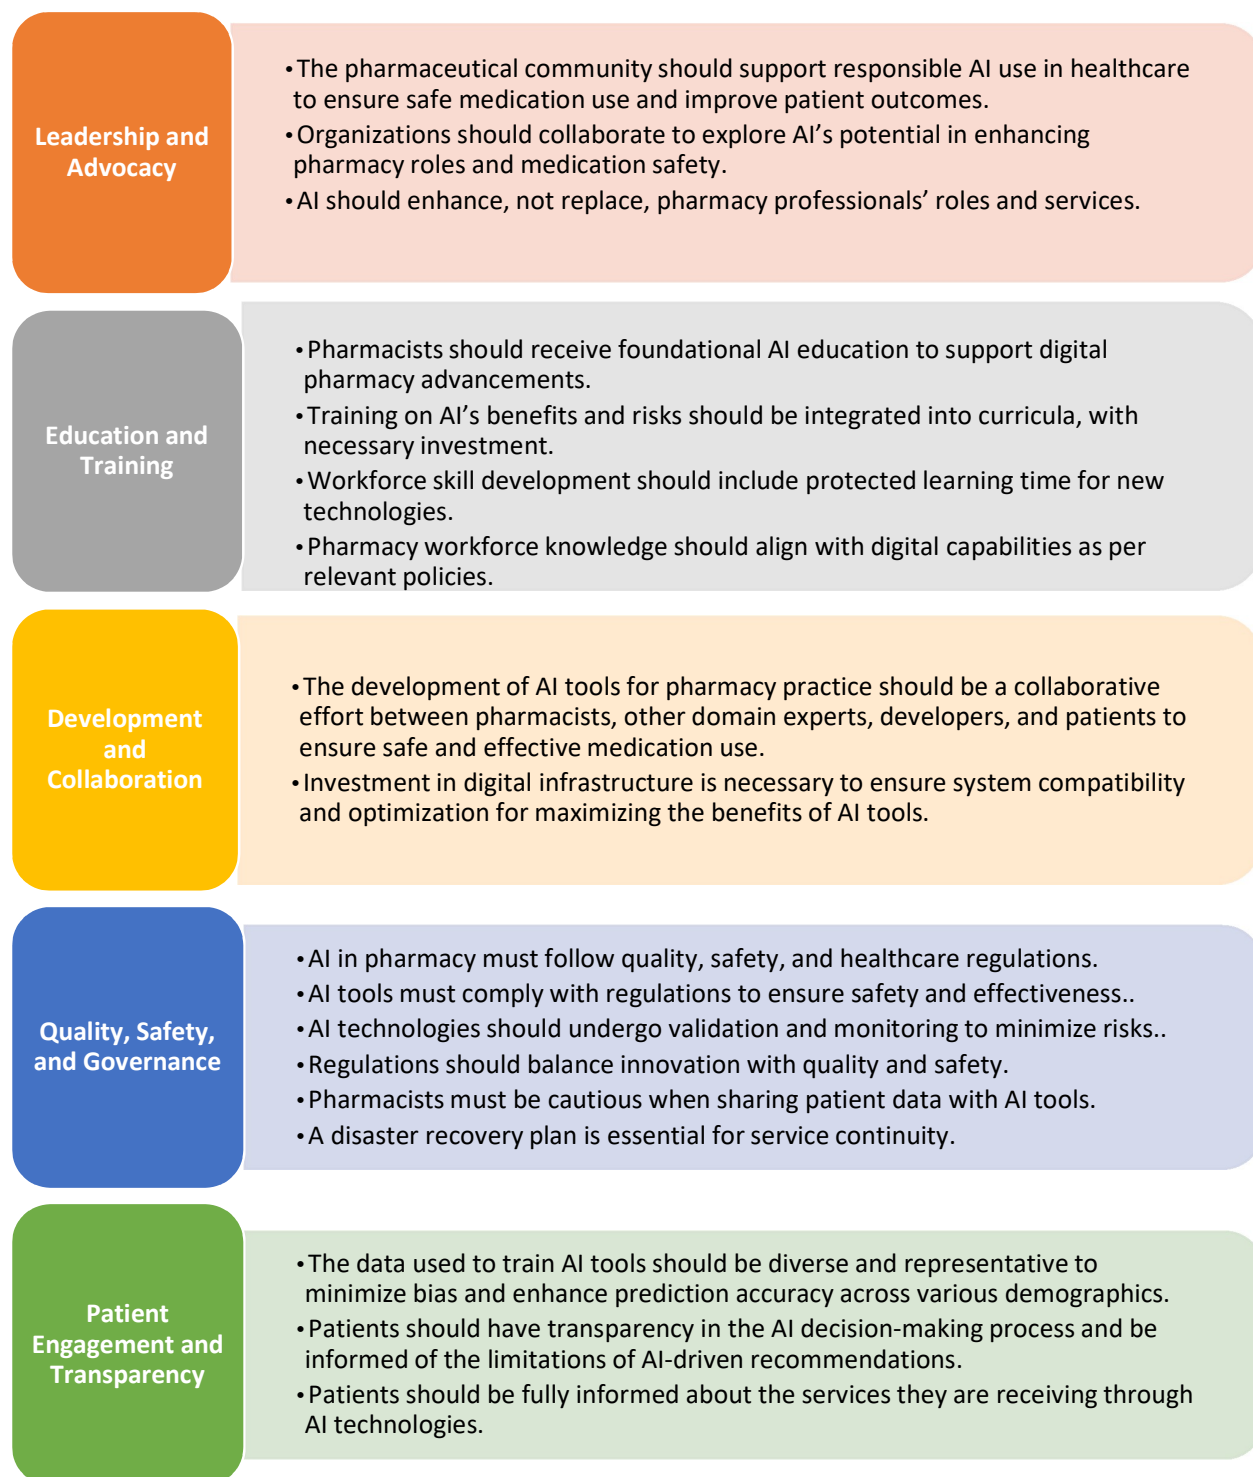 Leadership and
Advocacy
•The pharmaceutical community should support responsible AI use in healthcare
to ensure safe medication use and improve patient outcomes.
•Organizations should collaborate to explore AI’s potential in enhancing
pharmacy roles and medication safety.
•AI should enhance, not replace, pharmacy professionals’ roles and services.
Education and
Training
•Pharmacists should receive foundational AI education to support digital
pharmacy advancements.
•Training on AI’s benefits and risks should be integrated into curricula, with
necessary investment.
•Workforce skill development should include protected learning time for new
technologies.
•Pharmacy workforce knowledge should align with digital capabilities as per
relevant policies.
Development
and
Collaboration
•The development of AI tools for pharmacy practice should be a collaborative
effort between pharmacists, other domain experts, developers, and patients to
ensure safe and effective medication use.
•Investment in digital infrastructure is necessary to ensure system compatibility
and optimization for maximizing the benefits of AI tools.
Quality, Safety,
and Governance
•AI in pharmacy must follow quality, safety, and healthcare regulations.
•AI tools must comply with regulations to ensure safety and effectiveness..
•AI technologies should undergo validation and monitoring to minimize risks..
•Regulations should balance innovation with quality and safety.
•Pharmacists must be cautious when sharing patient data with AI tools.
•A disaster recovery plan is essential for service continuity.
Patient
Engagement and
Transparency
•The data used to train AI tools should be diverse and representative to
minimize bias and enhance prediction accuracy across various demographics.
•Patients should have transparency in the AI decision-making process and be
informed of the limitations of AI-driven recommendations.
•Patients should be fully informed about the services they are receiving through
AI technologies.